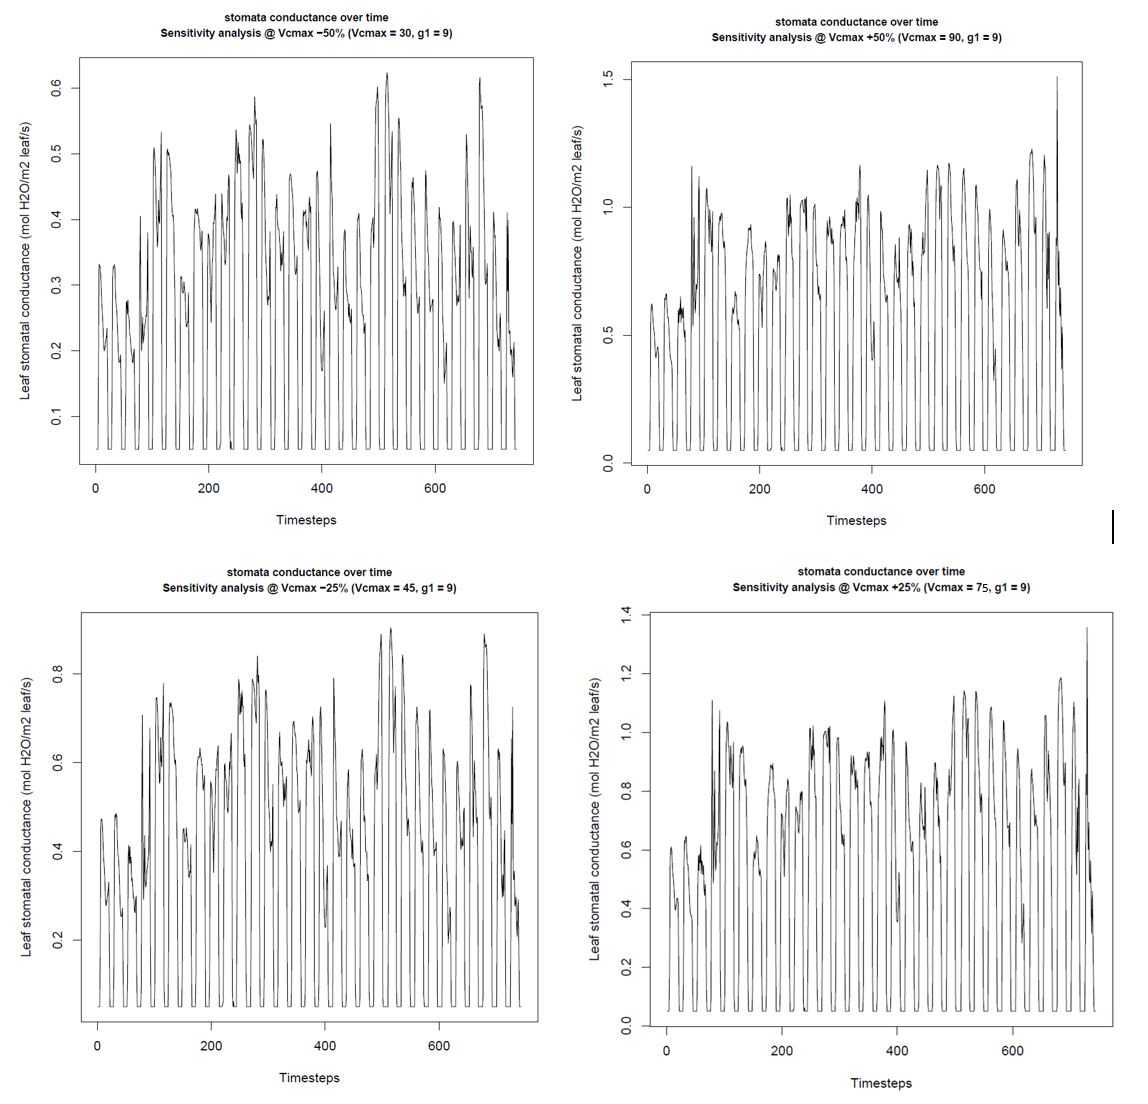 stomata conductance over time
Sensitivity analysis @ Vcmax −50% (Vcmax = 30, g1 = 9)
Leaf stomatal conductance (mol H2O/m2 leaf/s)
0.6
0.5
0.4
0.3
0.2
0.1
0 200 400 600
Timesteps
stomata conductance over time
Sensitivity analysis @ Vcmax +50% (Vcmax = 90, g1 = 9)
Leaf stomatal conductance (mol H2O/m2 leaf/s)
1.5
1.0
0.5
0.0
0 200 400 600
Timesteps
stomata conductance over time
Sensitivity analysis @ Vcmax −25% (Vcmax = 45, g1 = 9)
Leaf stomatal conductance (mol H2O/m2 leaf/s)
0.8
0.6
0.4
0.2
0 200 400 600
Timesteps
stomata conductance over time
Sensitivity analysis @ Vcmax +25% (Vcmax = 75, g1 = 9)
Leaf stomatal conductance (mol H2O/m2 leaf/s)
1.4
1.2
1.0
0.8
0.6
0.4
0.2
0.0
0 200 400 600
Timesteps